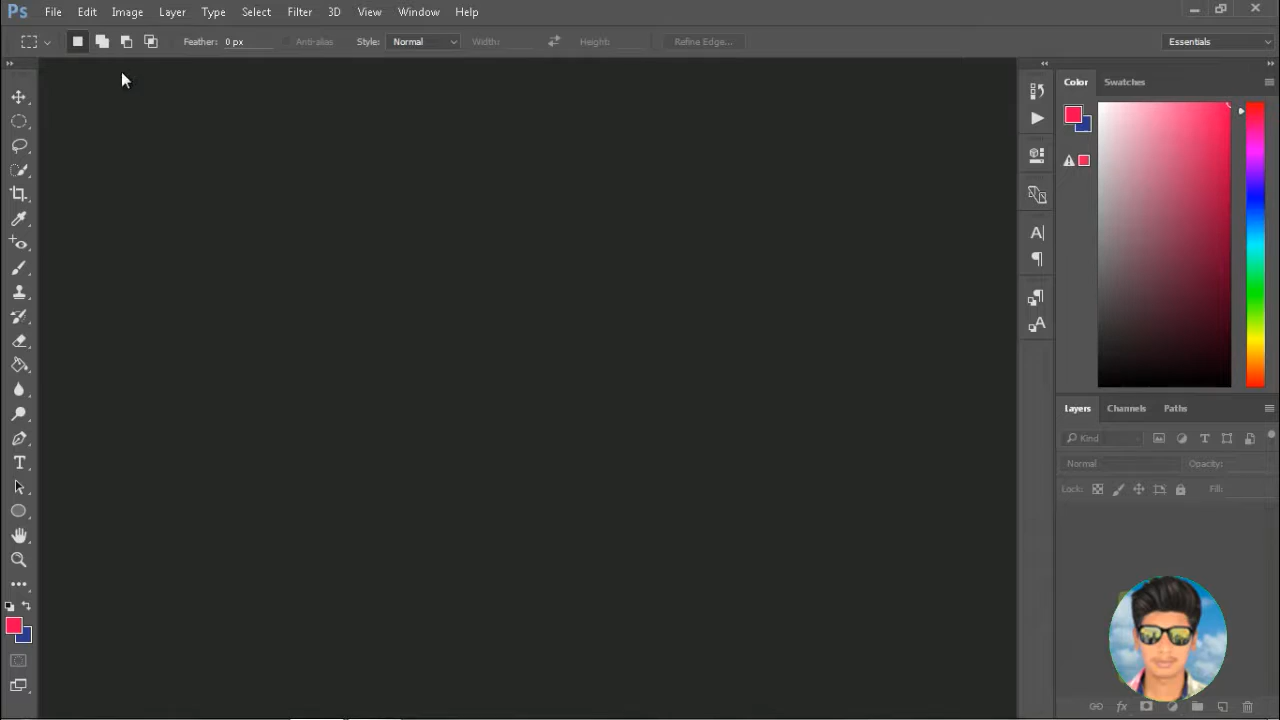 Ps File Edit Image Layer Type Select Filter 3D View Window Help
Feather: 0 px Anti-alias Style: Normal Width: Height: Refine Edge... Essentials
Color Swatches
Layers Channels Paths
Kind
Normal Opacity:
Lock: Fill: